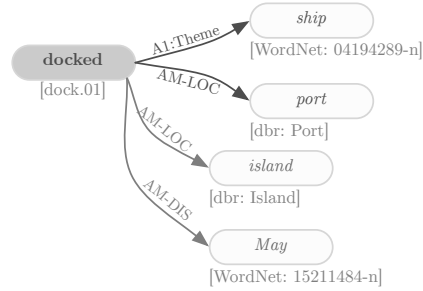 ship
A1:Theme
[WordNet: 04194289-n]
docked
[dock.01]
AM-LOC
port
[dbr: Port]
AM-LOC
island
[dbr: Island]
AM-DIS
May
[WordNet: 15211484-n]